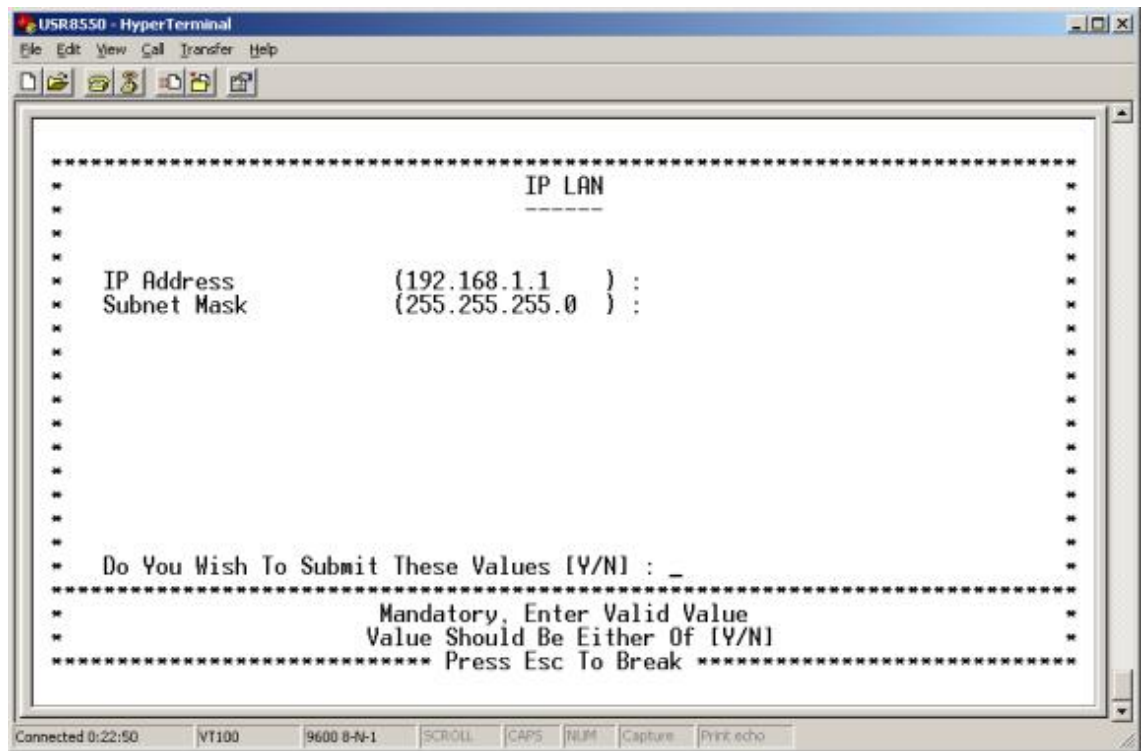 USR8550 - HyperTerminal
File Edit View Call Transfer Help
*******************************************************************************
* IP LAN *
* ------ *
*                                                                             *
*                                                                             *
* IP Address (192.168.1.1 ) : *
* Subnet Mask (255.255.255.0 ) : *
*                                                                             *
*                                                                             *
*                                                                             *
*                                                                             *
*                                                                             *
*                                                                             *
*                                                                             *
*                                                                             *
*                                                                             *
*                                                                             *
* Do You Wish To Submit These Values [Y/N] : _ *
*******************************************************************************
* Mandatory, Enter Valid Value *
* Value Should Be Either Of [Y/N] *
***************************** Press Esc To Break *****************************
Connected 0:22:50 VT100 9600 8-N-1 SCROLL CAPS NUM Capture Print echo